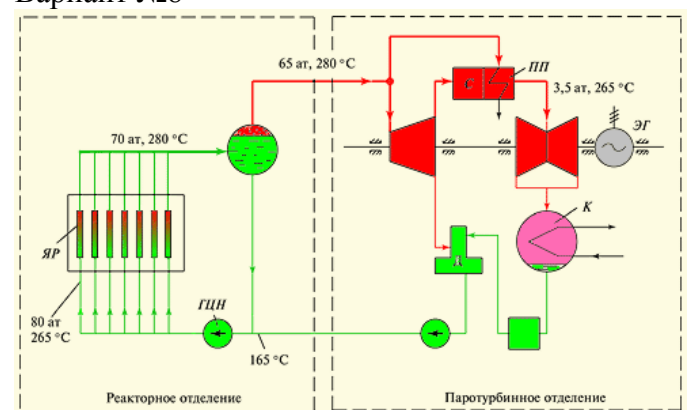 Вариант №8
65 ат, 280 °С
С
ПП
3,5 ат, 265 °С
ЭГ
70 ат, 280 °С
ЯР
К
Д
80 ат
265 °С
ГЦН
165 °С
Реакторное отделение
Паротурбинное отделение